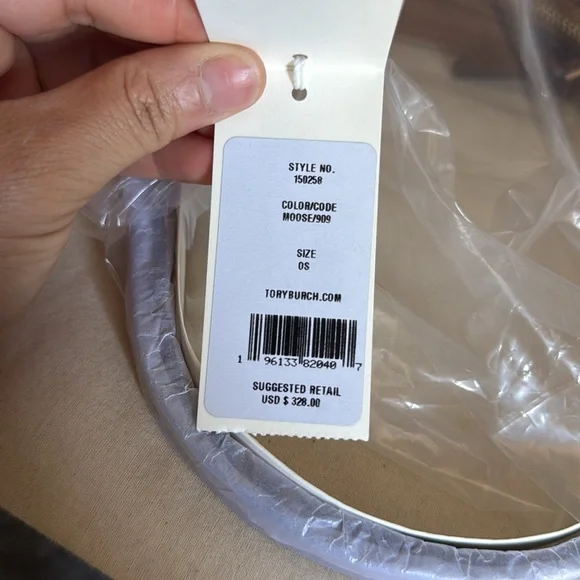 STYLE NO.
150258
COLOR/CODE
MOOSE/909
SIZE
OS
TORYBURCH.COM
1 96133 82040 7
SUGGESTED RETAIL
USD $ 328.00